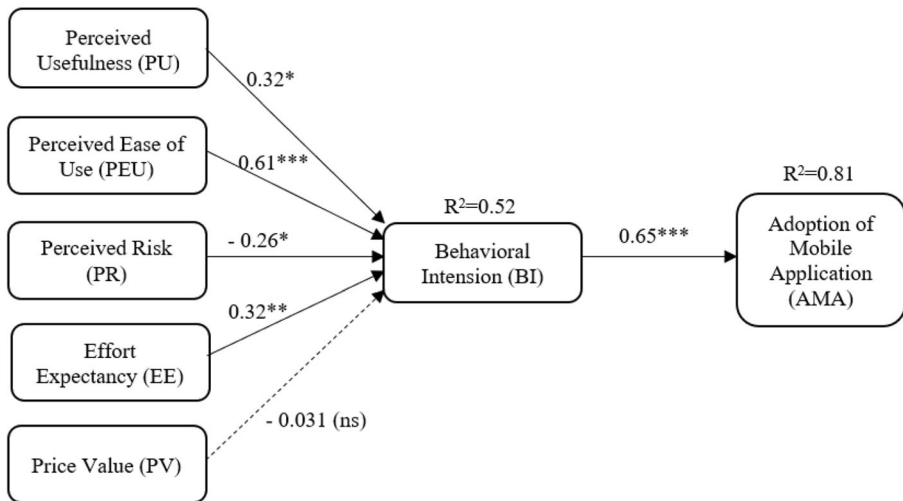 Perceived
Usefulness (PU)
0.32*
Perceived Ease of
Use (PEU)
0.61***
R²=0.81
R²=0.52
Perceived Risk
(PR)
- 0.26*
Behavioral
Intension (BI)
0.65***
Adoption of
Mobile
Application
(AMA)
0.32**
Effort
Expectancy (EE)
- 0.031 (ns)
Price Value (PV)